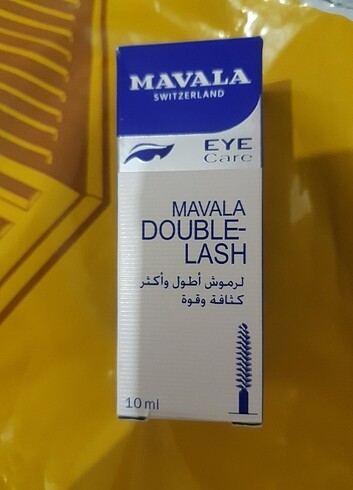 MAVALA
SWITZERLAND
EYE
Care
MAVALA
DOUBLE-
LASH
لرموش أطول وأكثر
كثافة وقوة
10 ml